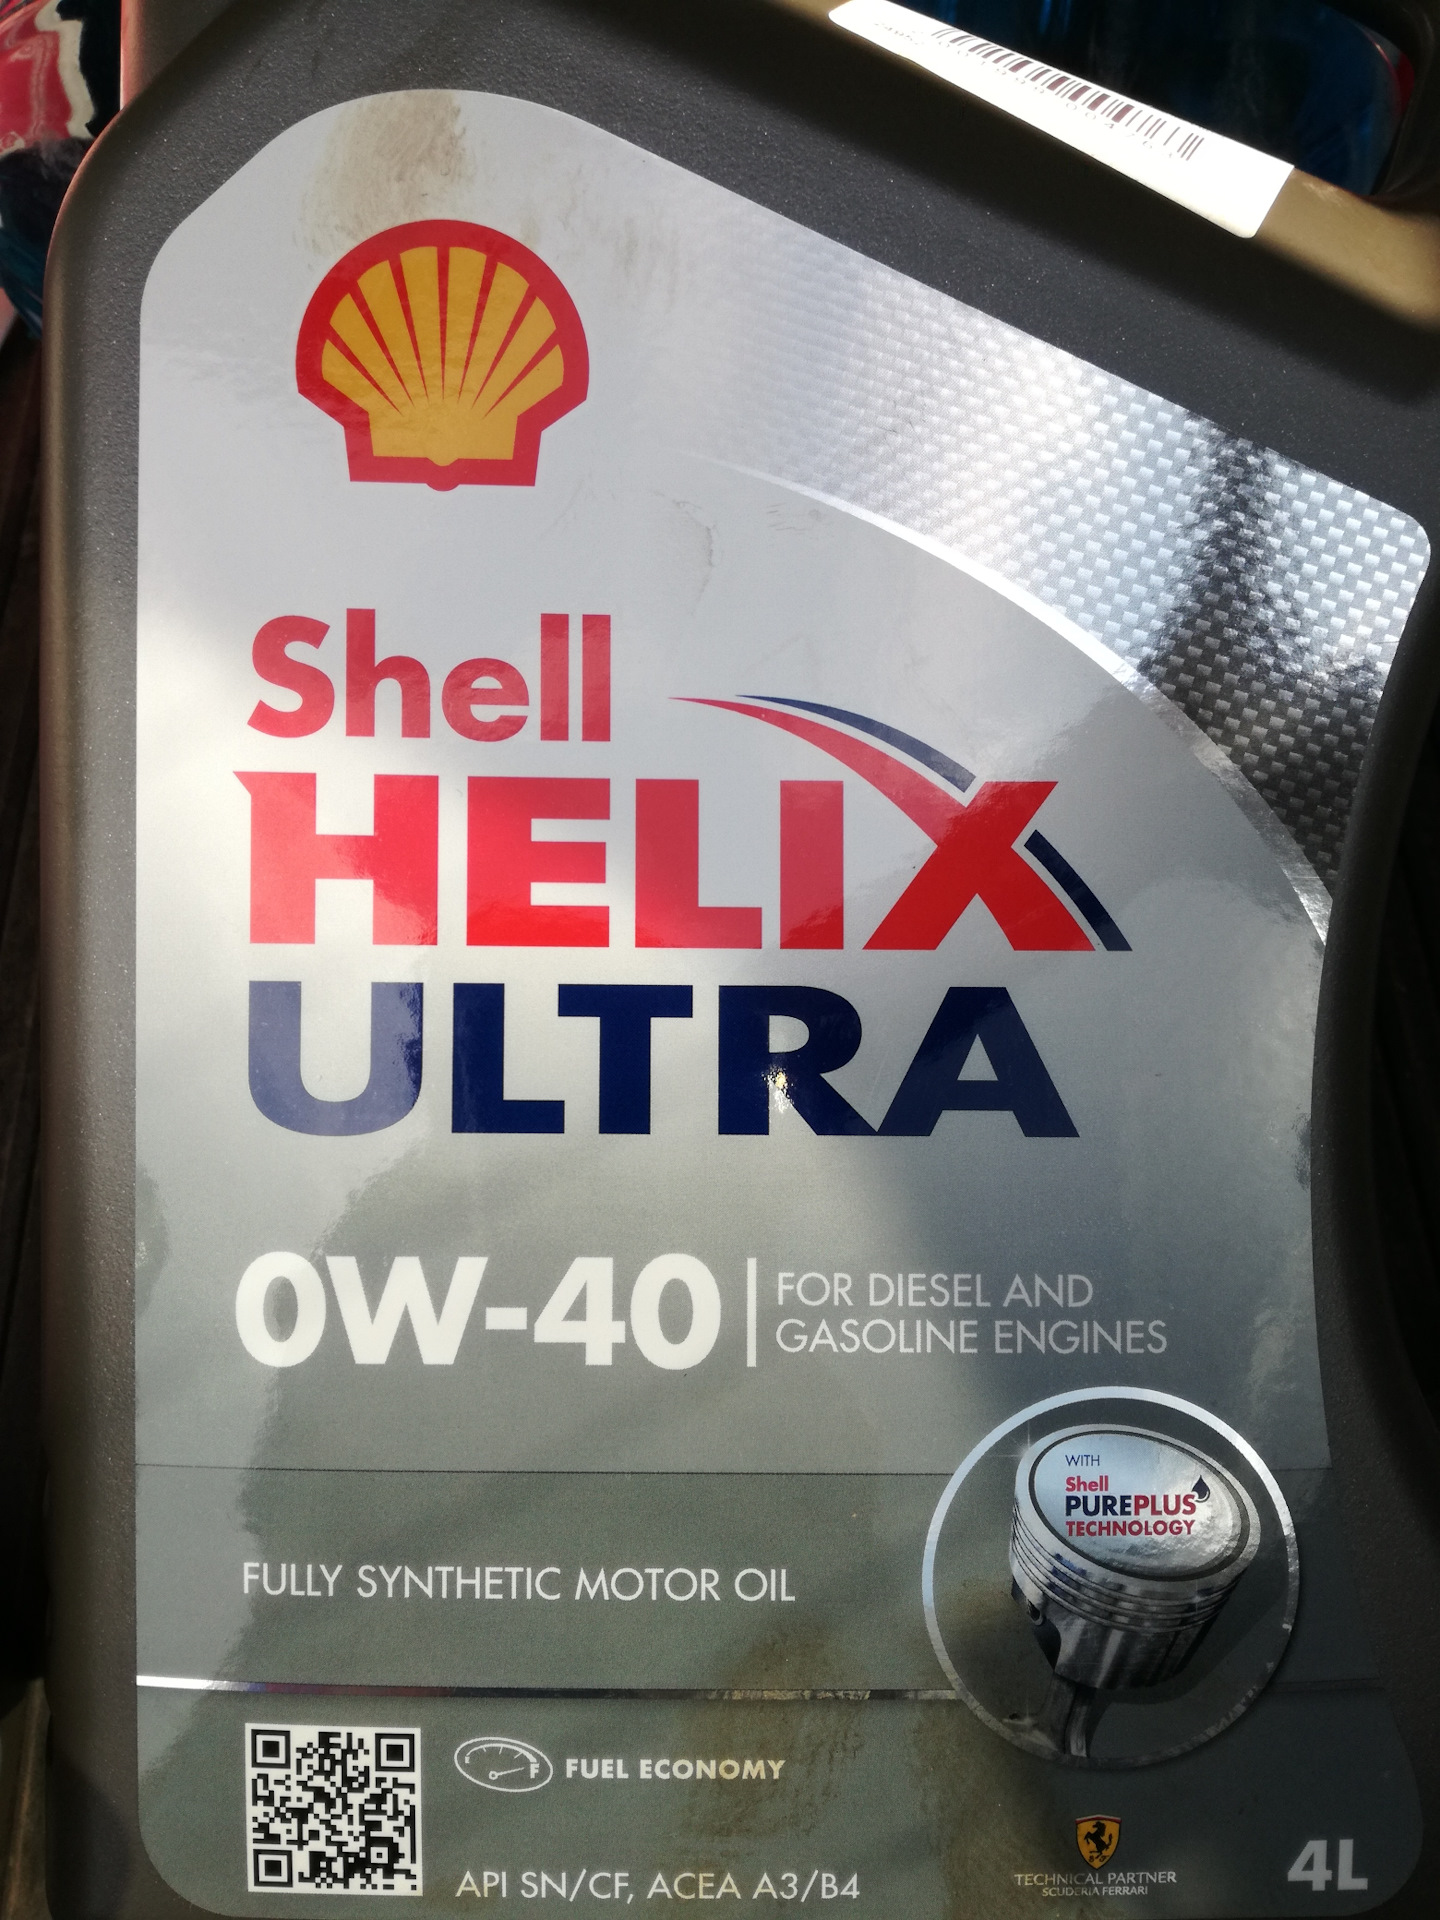 Shell
HELIX
ULTRA
0W-40
FOR DIESEL AND
GASOLINE ENGINES
WITH
Shell
PUREPLUS
TECHNOLOGY
FULLY SYNTHETIC MOTOR OIL
F FUEL ECONOMY
API SN/CF, ACEA A3/B4
TECHNICAL PARTNER
SCUDERIA FERRARI
4L